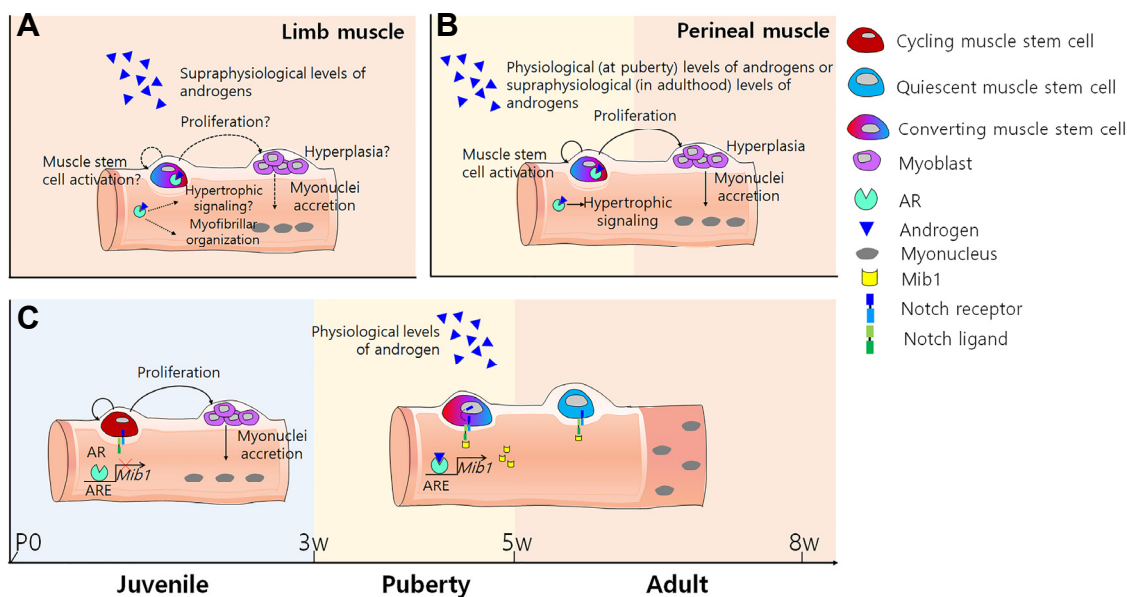 A
Limb muscle
Supraphysiological levels of
androgens
Proliferation?
Muscle stem
cell activation?
Hyperplasia?
Hypertrophic
signaling?
Myonuclei
accretion
Myofibrillar
organization
B
Perineal muscle
Physiological (at puberty) levels of androgens or
supraphysiological (in adulthood) levels of
androgens
Proliferation
Muscle stem
cell activation
Hyperplasia
Myonuclei
accretion
Hypertrophic
signaling
Cycling muscle stem cell
Quiescent muscle stem cell
Converting muscle stem cell
Myoblast
AR
Androgen
Myonucleus
Mib1
Notch receptor
Notch ligand
C
Physiological levels
of androgen
Proliferation
Myonuclei
accretion
AR
Mib1
ARE
Mib1
ARE
P0
3w
5w
8w
Juvenile
Puberty
Adult